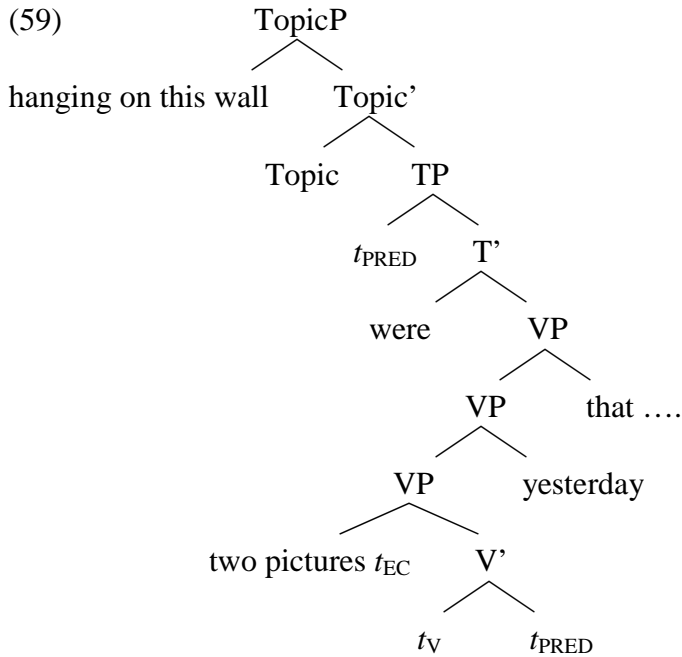 (59) TopicP
hanging on this wall Topic’
Topic TP
tPRED T’
were VP
VP that ….
VP yesterday
two pictures tEC V’
tV tPRED